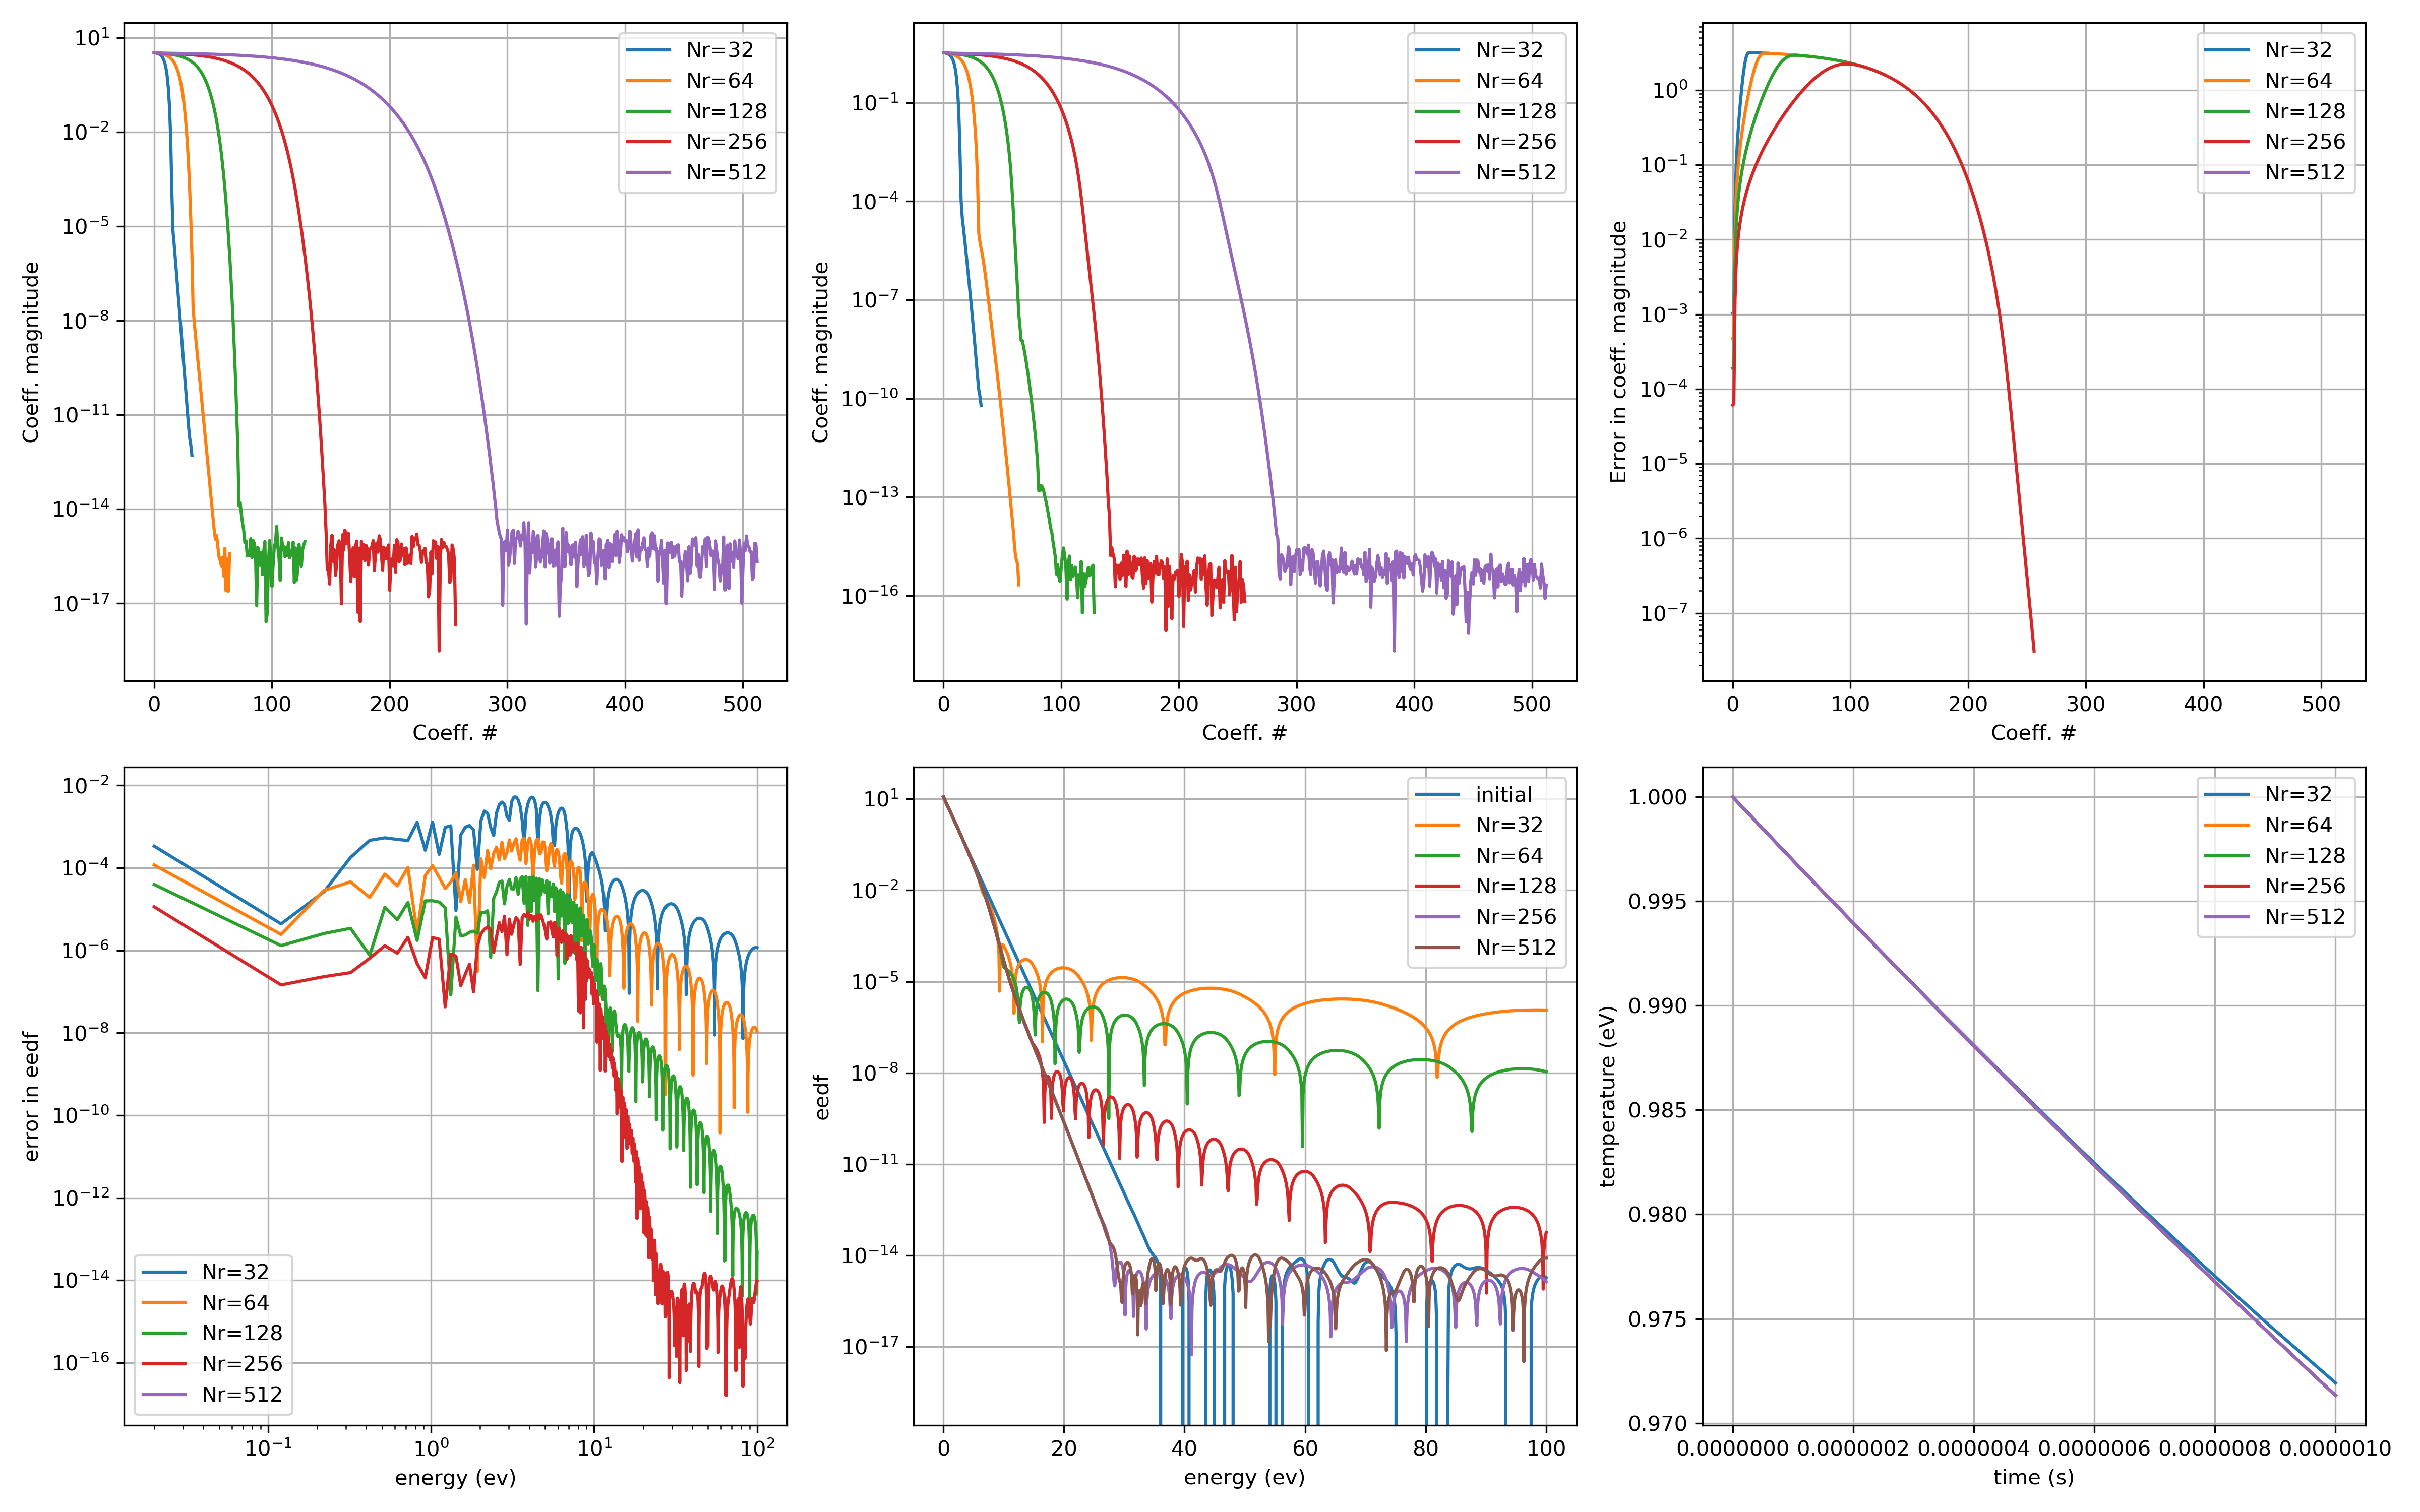 Coeff. magnitude
10^1
10^-2
10^-5
10^-8
10^-11
10^-14
10^-17
Nr=32
Nr=64
Nr=128
Nr=256
Nr=512
0 100 200 300 400 500
Coeff. #
Coeff. magnitude
10^-1
10^-4
10^-7
10^-10
10^-13
10^-16
Nr=32
Nr=64
Nr=128
Nr=256
Nr=512
0 100 200 300 400 500
Coeff. #
Error in coeff. magnitude
10^0
10^-1
10^-2
10^-3
10^-4
10^-5
10^-6
10^-7
Nr=32
Nr=64
Nr=128
Nr=256
Nr=512
0 100 200 300 400 500
Coeff. #
error in eedf
10^-2
10^-4
10^-6
10^-8
10^-10
10^-12
10^-14
10^-16
Nr=32
Nr=64
Nr=128
Nr=256
Nr=512
10^-1 10^0 10^1 10^2
energy (ev)
eedf
10^1
10^-2
10^-5
10^-8
10^-11
10^-14
10^-17
initial
Nr=32
Nr=64
Nr=128
Nr=256
Nr=512
0 20 40 60 80 100
energy (ev)
temperature (eV)
1.000
0.995
0.990
0.985
0.980
0.975
0.970
Nr=32
Nr=64
Nr=128
Nr=256
Nr=512
0.0000000 0.0000002 0.0000004 0.0000006 0.0000008 0.0000010
time (s)